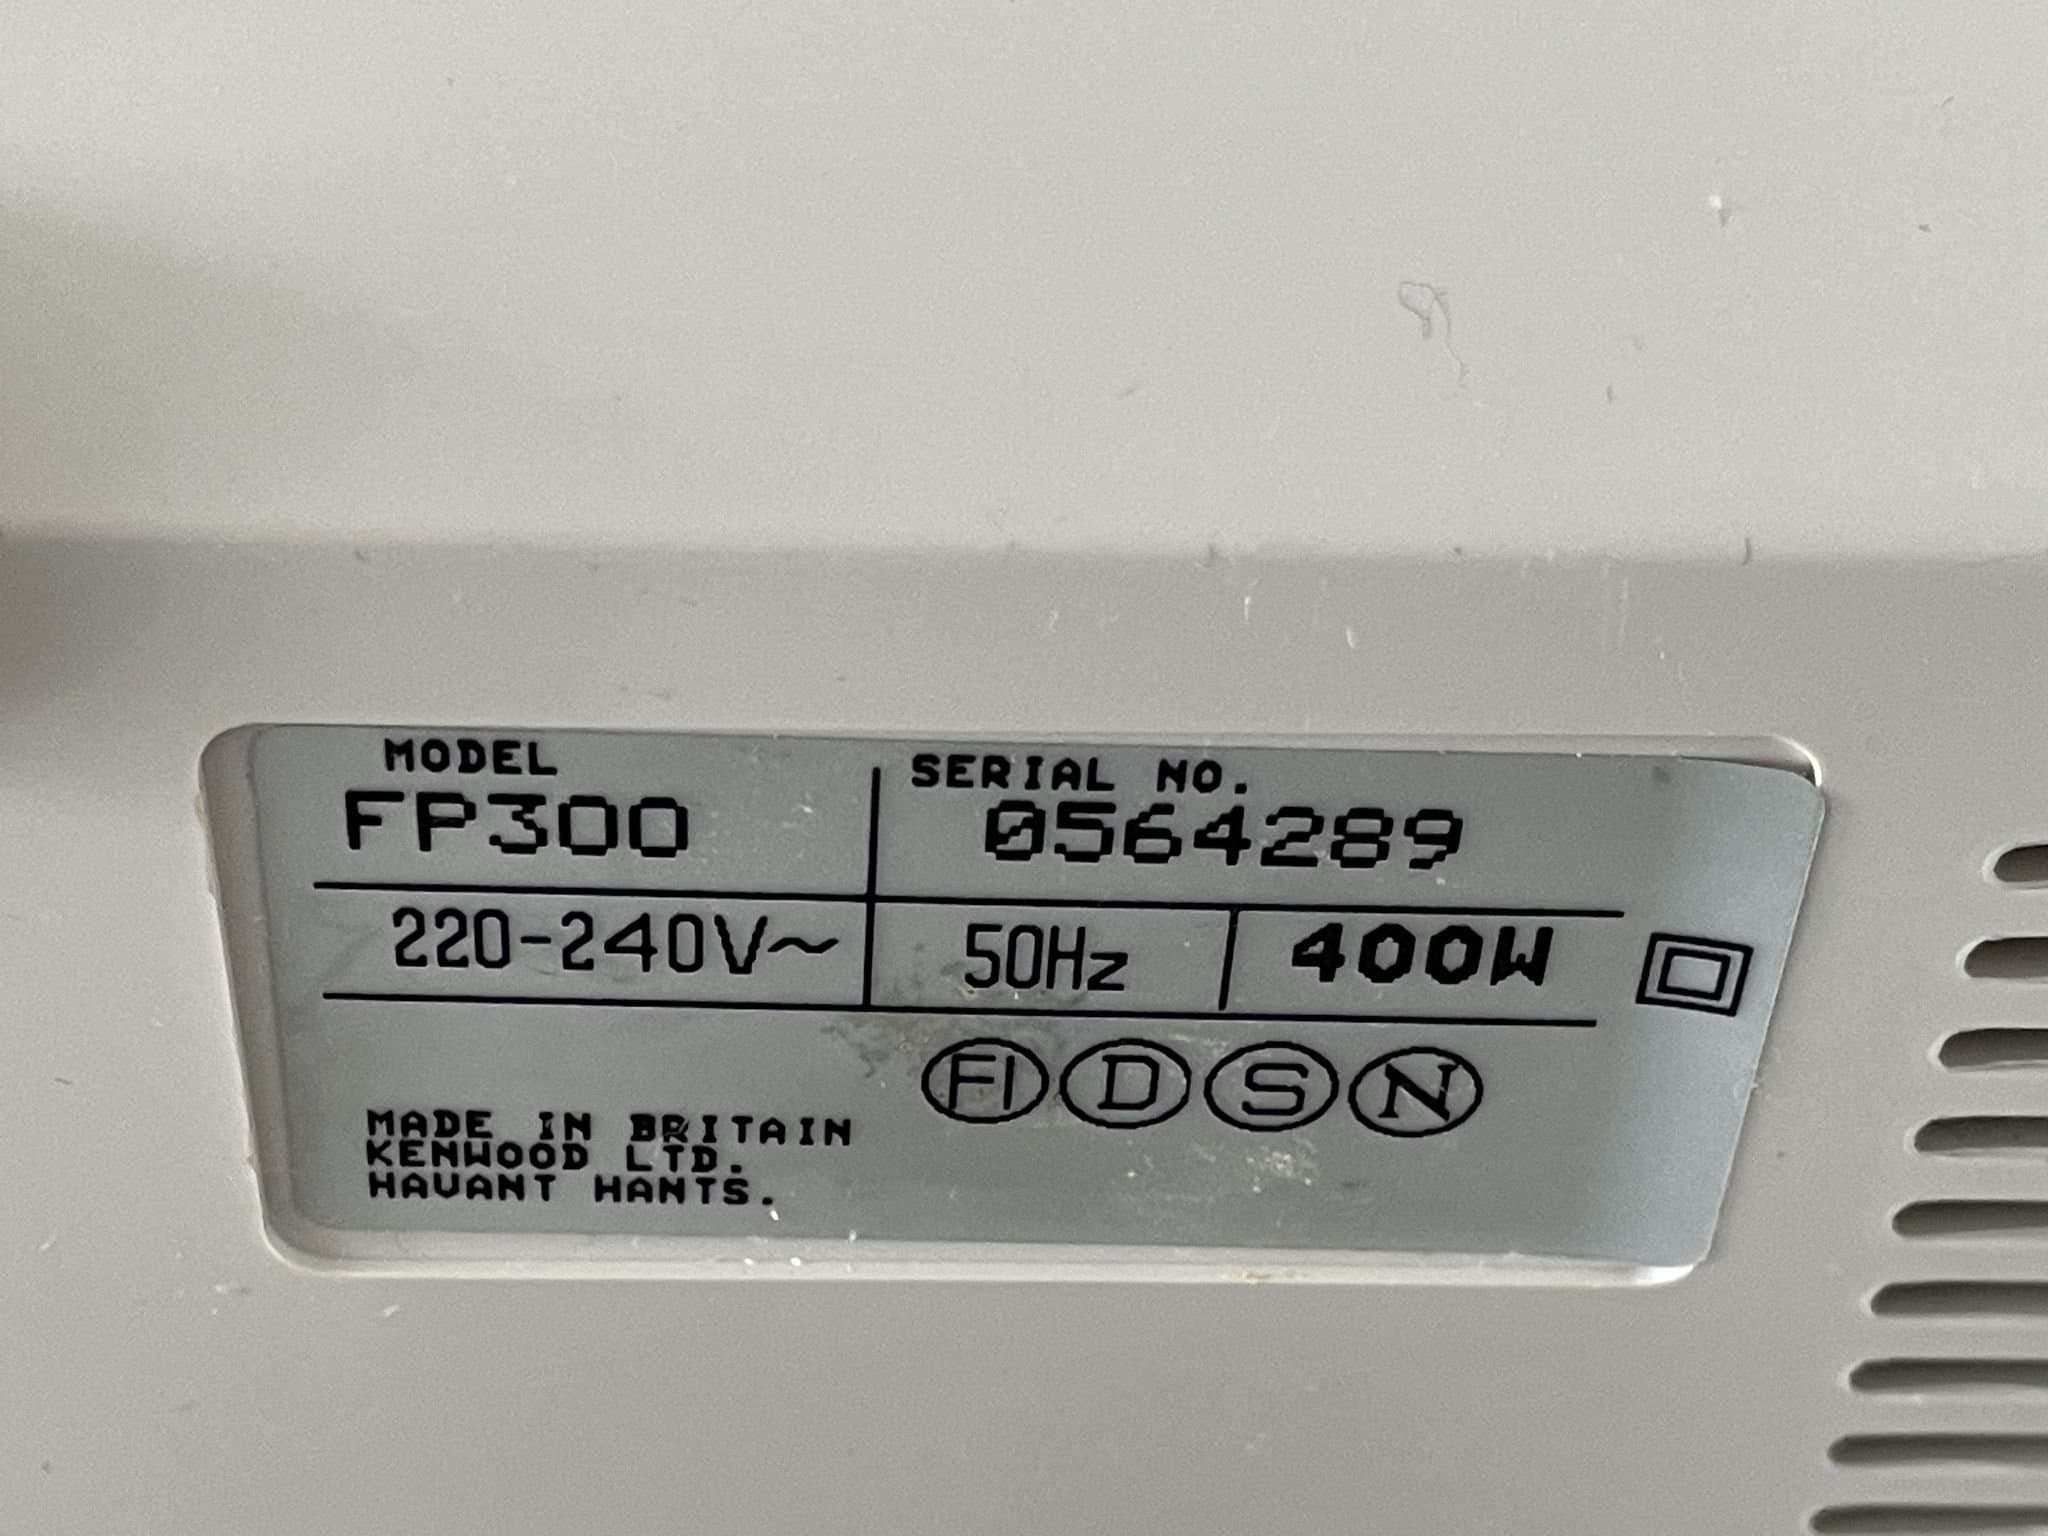 MODEL
FP300
SERIAL NO.
0564289
220-240V~
50Hz
400W
FI D S N
MADE IN BRITAIN
KENWOOD LTD.
HAVANT HANTS.